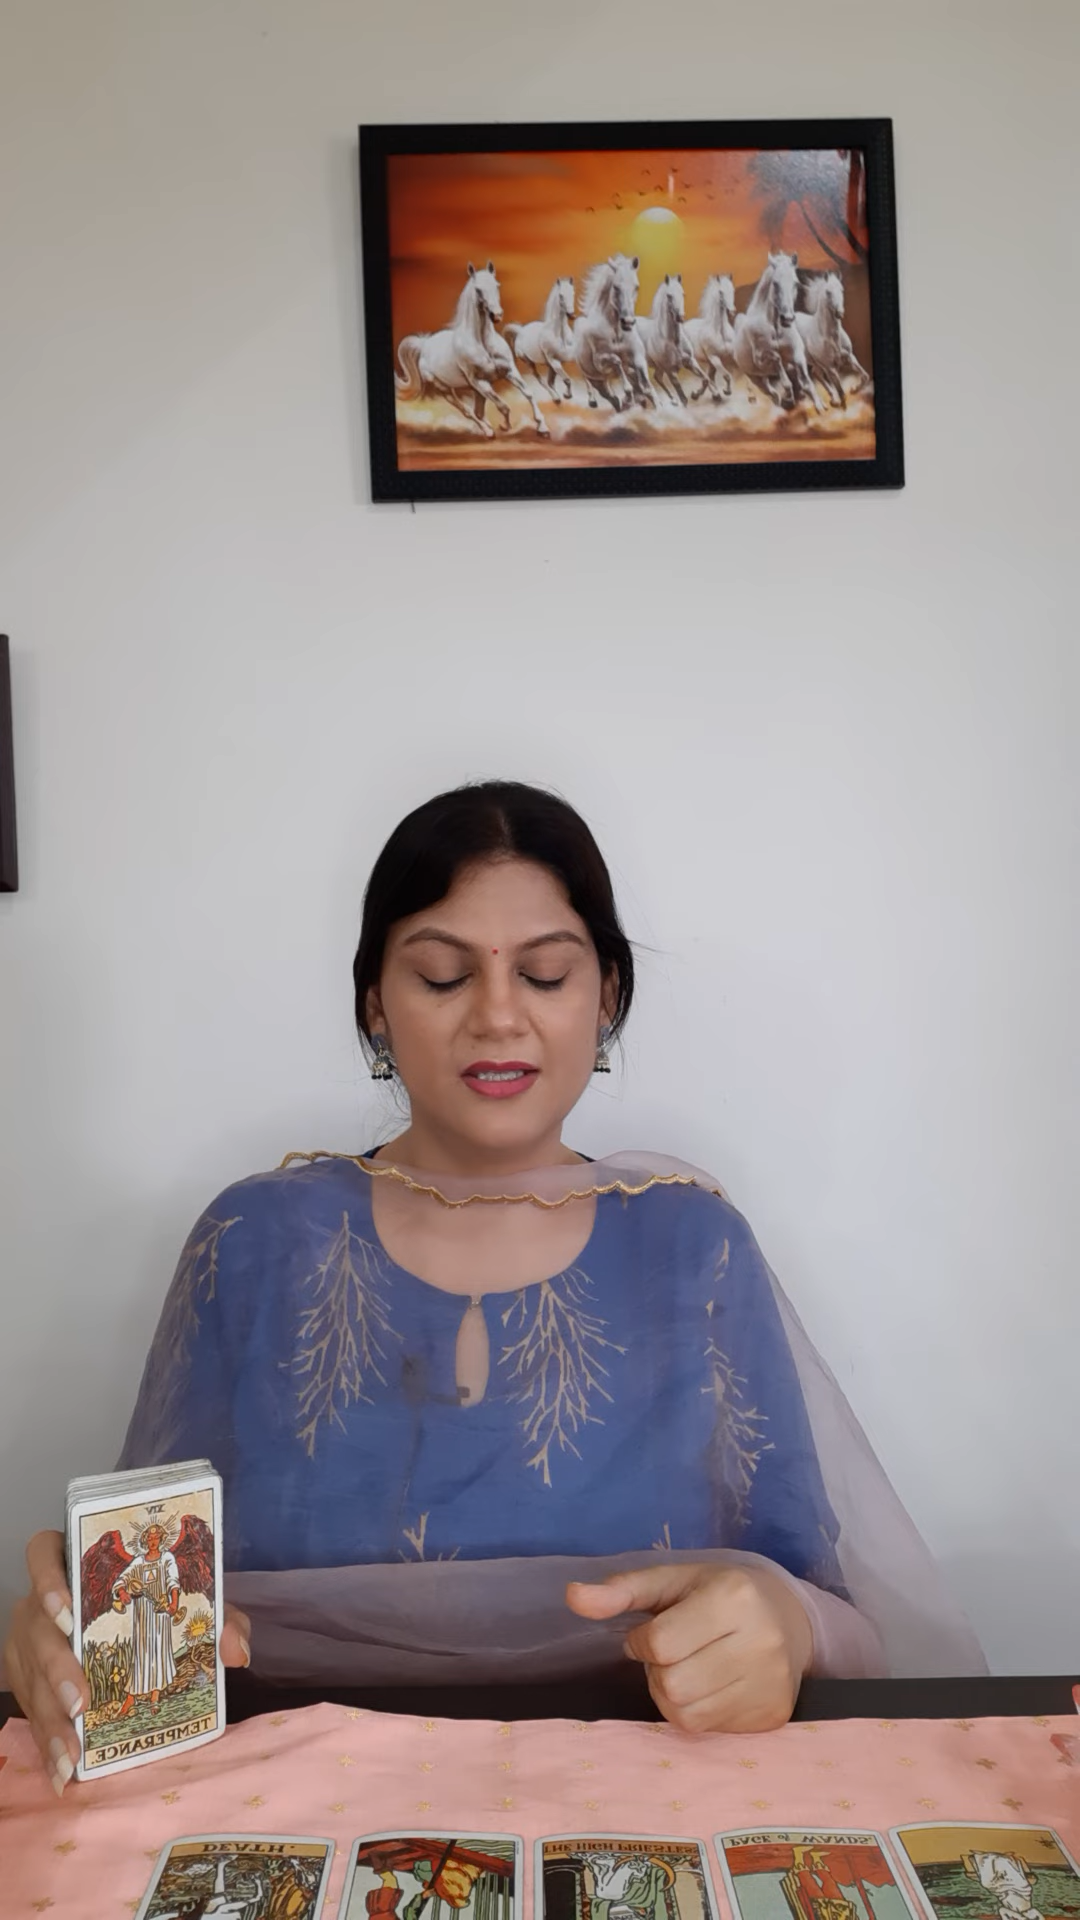 XIV
TEMPERANCE.
DEATH.
THE HIGH PRIESTESS
PAGE of WANDS